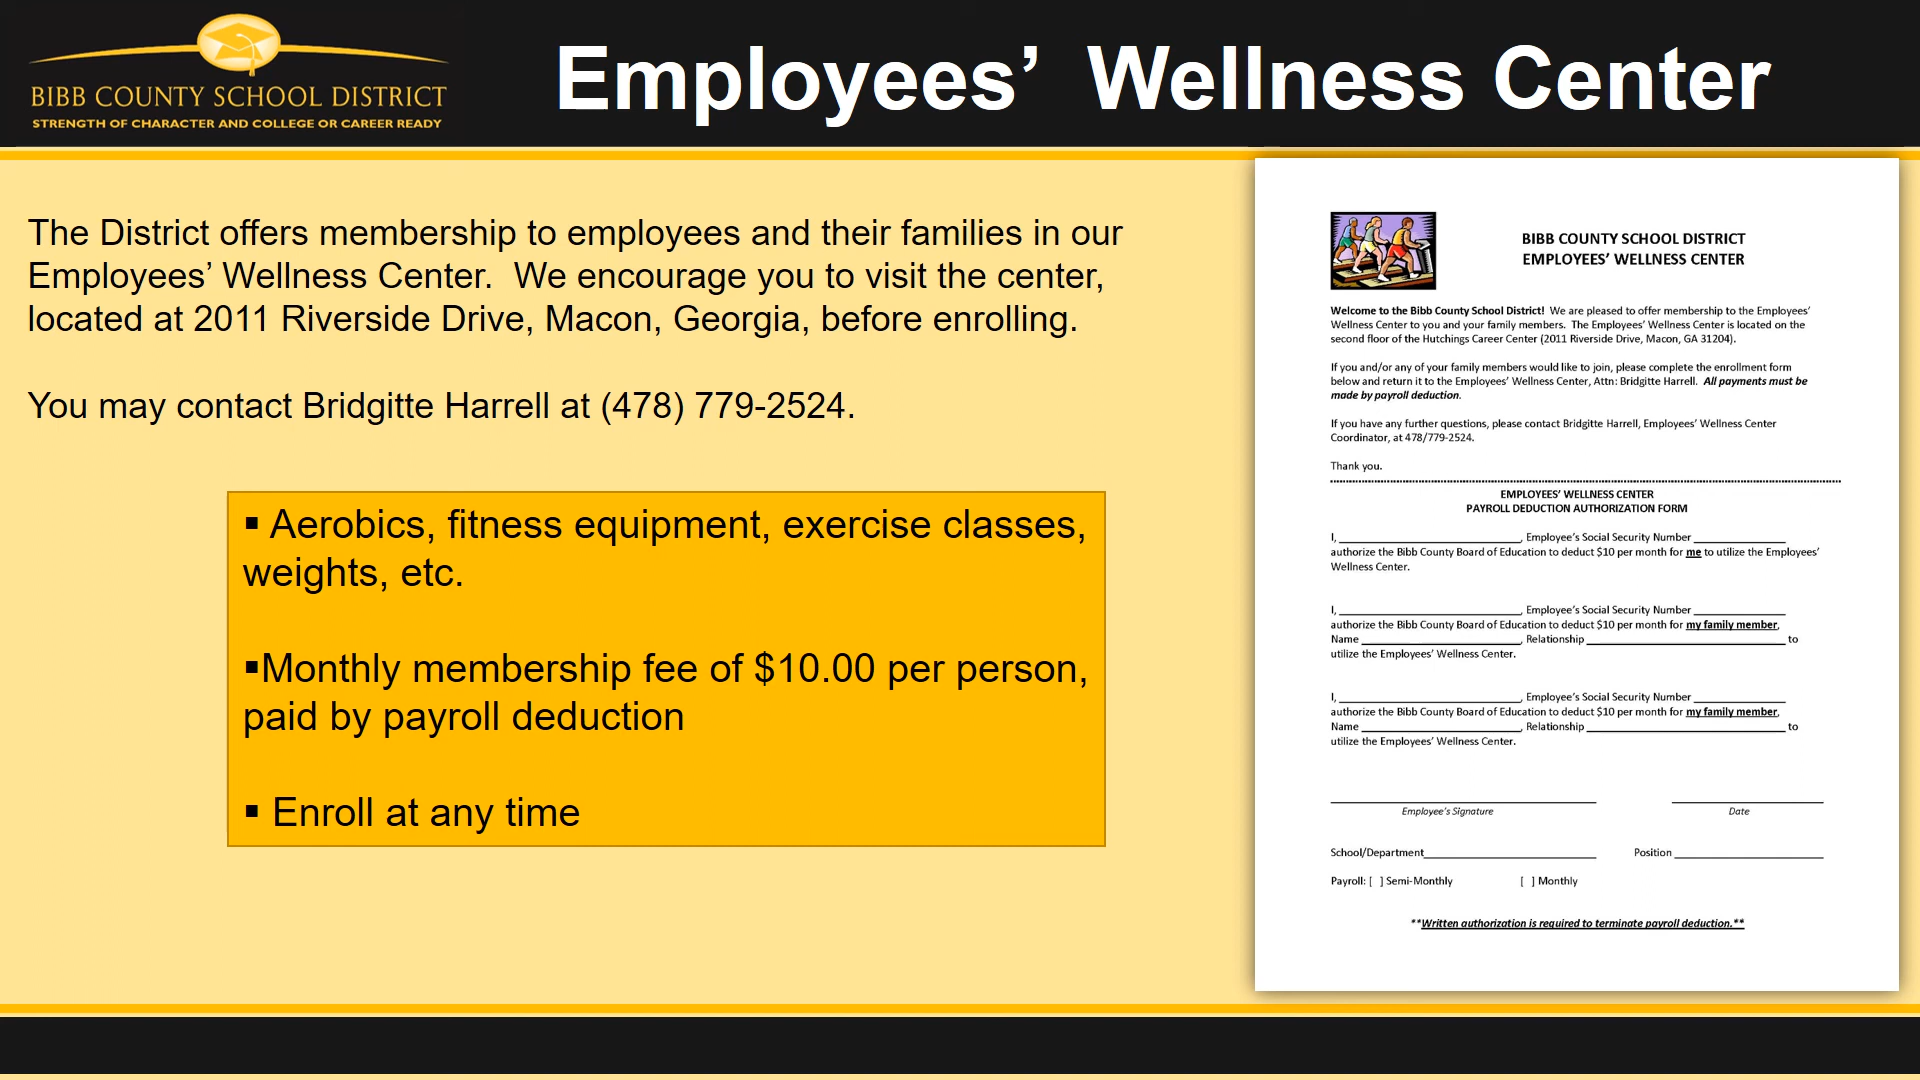 BIBB COUNTY SCHOOL DISTRICT
STRENGTH OF CHARACTER AND COLLEGE OR CAREER READY
Employees’  Wellness Center
The District offers membership to employees and their families in our
Employees’ Wellness Center.  We encourage you to visit the center,
located at 2011 Riverside Drive, Macon, Georgia, before enrolling.
You may contact Bridgitte Harrell at (478) 779-2524.
▪ Aerobics, fitness equipment, exercise classes,
weights, etc.
▪Monthly membership fee of $10.00 per person,
paid by payroll deduction
▪ Enroll at any time
BIBB COUNTY SCHOOL DISTRICT
EMPLOYEES’ WELLNESS CENTER
Welcome to the Bibb County School District!  We are pleased to offer membership to the Employees’
Wellness Center to you and your family members.  The Employees’ Wellness Center is located on the
second floor of the Hutchings Career Center (2011 Riverside Drive, Macon, GA 31204).
If you and/or any of your family members would like to join, please complete the enrollment form
below and return it to the Employees’ Wellness Center, Attn: Bridgitte Harrell.  All payments must be
made by payroll deduction.
If you have any further questions, please contact Bridgitte Harrell, Employees’ Wellness Center
Coordinator, at 478/779-2524.
Thank you.
EMPLOYEES’ WELLNESS CENTER
PAYROLL DEDUCTION AUTHORIZATION FORM
I, ______________________________, Employee’s Social Security Number _______________
authorize the Bibb County Board of Education to deduct $10 per month for me to utilize the Employees’
Wellness Center.
I, ______________________________, Employee’s Social Security Number _______________
authorize the Bibb County Board of Education to deduct $10 per month for my family member,
Name __________________________, Relationship _________________________________ to
utilize the Employees’ Wellness Center.
I, ______________________________, Employee’s Social Security Number _______________
authorize the Bibb County Board of Education to deduct $10 per month for my family member,
Name __________________________, Relationship _________________________________ to
utilize the Employees’ Wellness Center.
Employee’s Signature
Date
School/Department____________________________ Position _________________________
Payroll: [  ] Semi-Monthly [  ] Monthly
**Written authorization is required to terminate payroll deduction.**